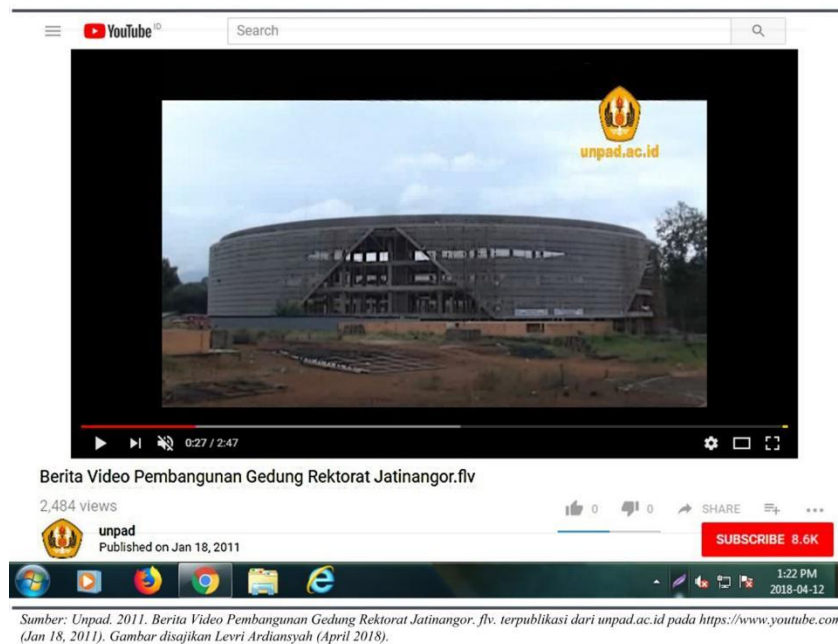 YouTube ID
Search
unpad.ac.id
0:27 / 2:47
Berita Video Pembangunan Gedung Rektorat Jatinangor.flv
2,484 views
0
0
SHARE
unpad
Published on Jan 18, 2011
SUBSCRIBE 8.6K
1:22 PM
2018-04-12
Sumber: Unpad. 2011. Berita Video Pembangunan Gedung Rektorat Jatinangor. flv. terpublikasi dari unpad.ac.id pada https://www.youtube.con
(Jan 18, 2011). Gambar disajikan Levri Ardiansyah (April 2018).